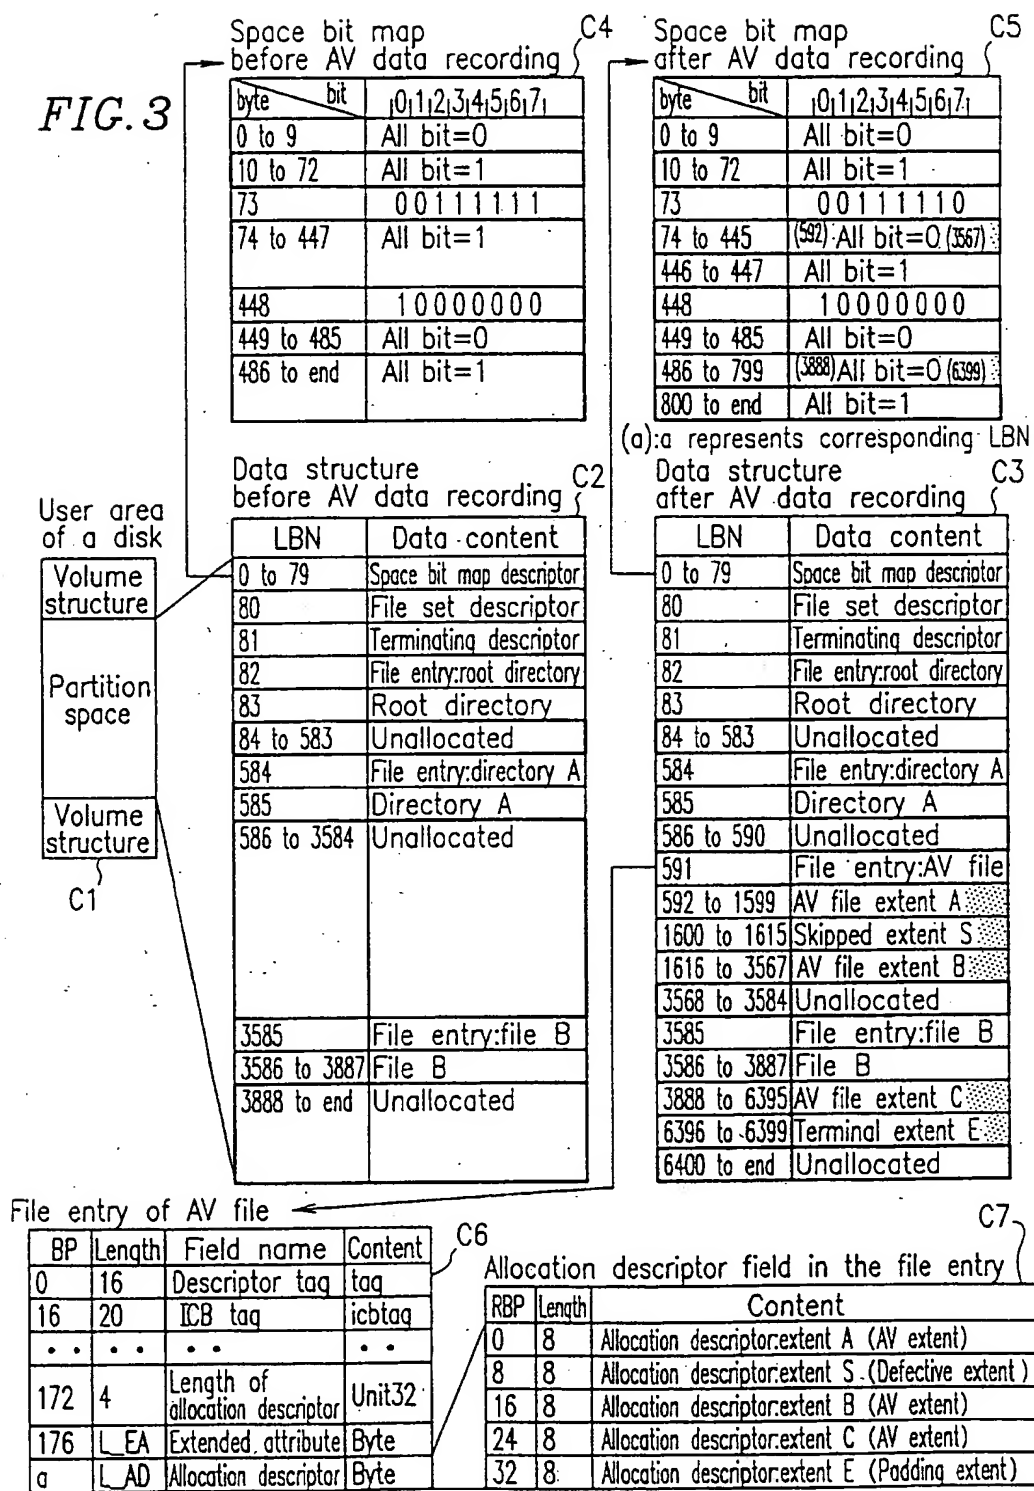 FIG. 3
Space bit map
before AV data recording
C4
byte bit 0 1 2 3 4 5 6 7
0 to 9 All bit=0
10 to 72 All bit=1
73 0 0 1 1 1 1 1 1
74 to 447 All bit=1
448 1 0 0 0 0 0 0 0
449 to 485 All bit=0
486 to end All bit=1
Space bit map
after AV data recording
C5
byte bit 0 1 2 3 4 5 6 7
0 to 9 All bit=0
10 to 72 All bit=1
73 0 0 1 1 1 1 1 0
74 to 445 (592) All bit=0 (3567)
446 to 447 All bit=1
448 1 0 0 0 0 0 0 0
449 to 485 All bit=0
486 to 799 (3888) All bit=0 (6399)
800 to end All bit=1
(a):a represents corresponding LBN
User area
of a disk
Volume
structure
Partition
space
Volume
structure
C1
Data structure
before AV data recording
C2
LBN Data content
0 to 79 Space bit map descriptor
80 File set descriptor
81 Terminating descriptor
82 File entry:root directory
83 Root directory
84 to 583 Unallocated
584 File entry:directory A
585 Directory A
586 to 3584 Unallocated
3585 File entry:file B
3586 to 3887 File B
3888 to end Unallocated
Data structure
after AV data recording
C3
LBN Data content
0 to 79 Space bit map descriptor
80 File set descriptor
81 Terminating descriptor
82 File entry:root directory
83 Root directory
84 to 583 Unallocated
584 File entry:directory A
585 Directory A
586 to 590 Unallocated
591 File entry:AV file
592 to 1599 AV file extent A
1600 to 1615 Skipped extent S
1616 to 3567 AV file extent B
3568 to 3584 Unallocated
3585 File entry:file B
3586 to 3887 File B
3888 to 6395 AV file extent C
6396 to 6399 Terminal extent E
6400 to end Unallocated
File entry of AV file
C6
BP Length Field name Content
0 16 Descriptor tag tag
16 20 ICB tag icbtag
. . . . . . . .
172 4 Length of allocation descriptor Unit32
176 L_EA Extended attribute Byte
a L_AD Allocation descriptor Byte
C7
Allocation descriptor field in the file entry
RBP Length Content
0 8 Allocation descriptor:extent A (AV extent)
8 8 Allocation descriptor:extent S (Defective extent)
16 8 Allocation descriptor:extent B (AV extent)
24 8 Allocation descriptor:extent C (AV extent)
32 8 Allocation descriptor:extent E (Padding extent)